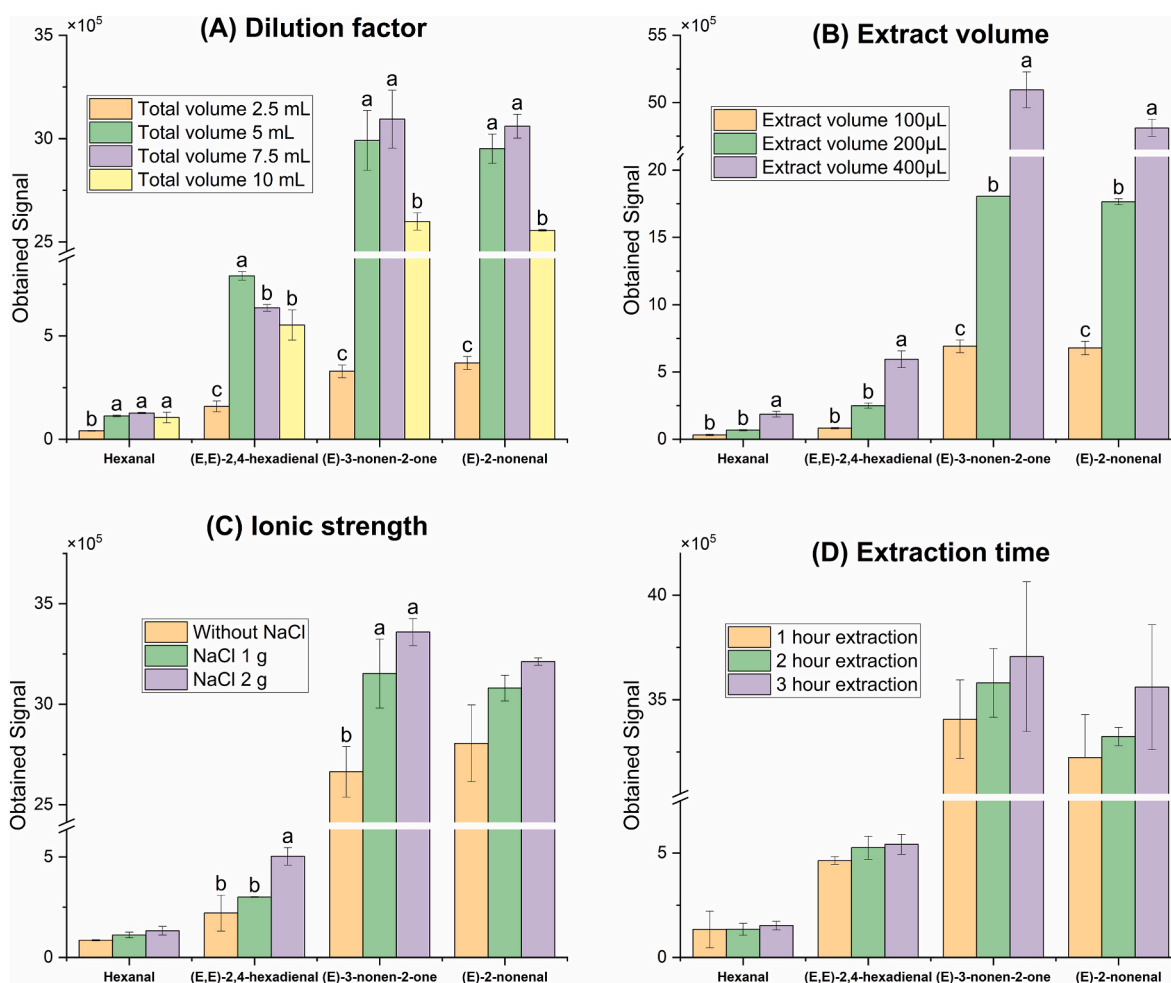 (A) Dilution factor
×10⁵
35
30
25
5
0
Obtained Signal
Total volume 2.5 mL
Total volume 5 mL
Total volume 7.5 mL
Total volume 10 mL
b a a a
c a b b
c a a b
c a a b
Hexanal (E,E)-2,4-hexadienal (E)-3-nonen-2-one (E)-2-nonenal
(B) Extract volume
×10⁵
55
50
20
15
10
5
0
Obtained Signal
Extract volume 100µL
Extract volume 200µL
Extract volume 400µL
b b a
b b a
c b a
c b a
Hexanal (E,E)-2,4-hexadienal (E)-3-nonen-2-one (E)-2-nonenal
(C) Ionic strength
×10⁵
35
30
25
5
0
Obtained Signal
Without NaCl
NaCl 1 g
NaCl 2 g
b b a
b a a
Hexanal (E,E)-2,4-hexadienal (E)-3-nonen-2-one (E)-2-nonenal
(D) Extraction time
×10⁵
40
35
5
0
Obtained Signal
1 hour extraction
2 hour extraction
3 hour extraction
Hexanal (E,E)-2,4-hexadienal (E)-3-nonen-2-one (E)-2-nonenal